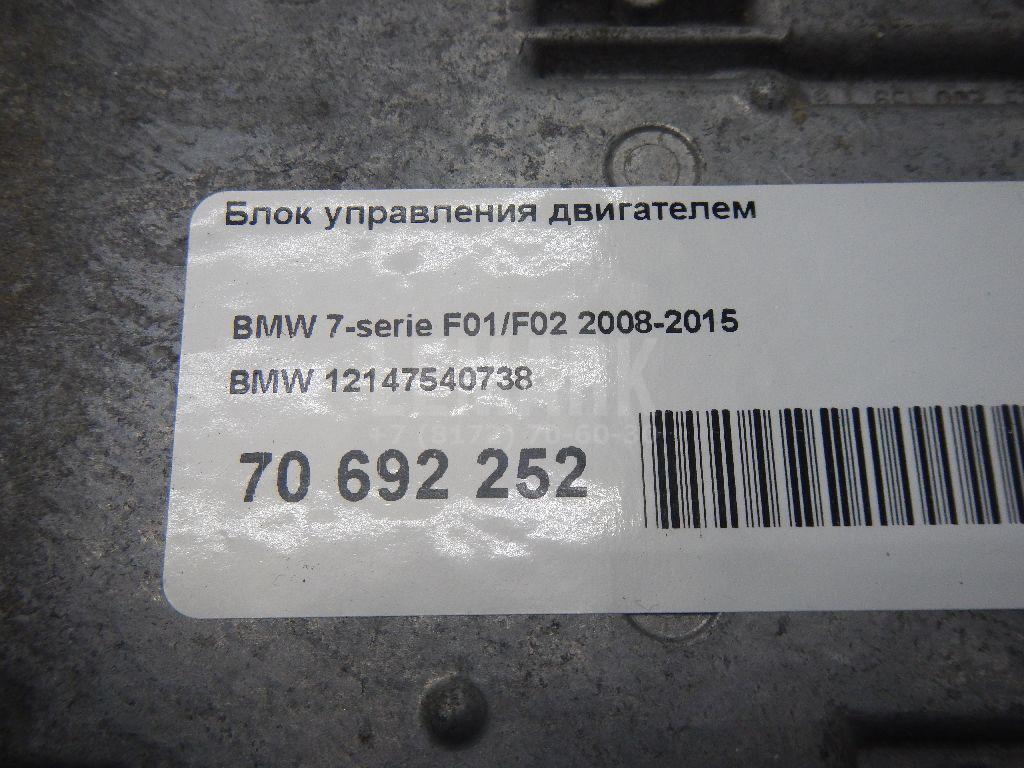 Блок управления двигателем
BMW 7-serie F01/F02 2008-2015
BMW 12147540738
70 692 252